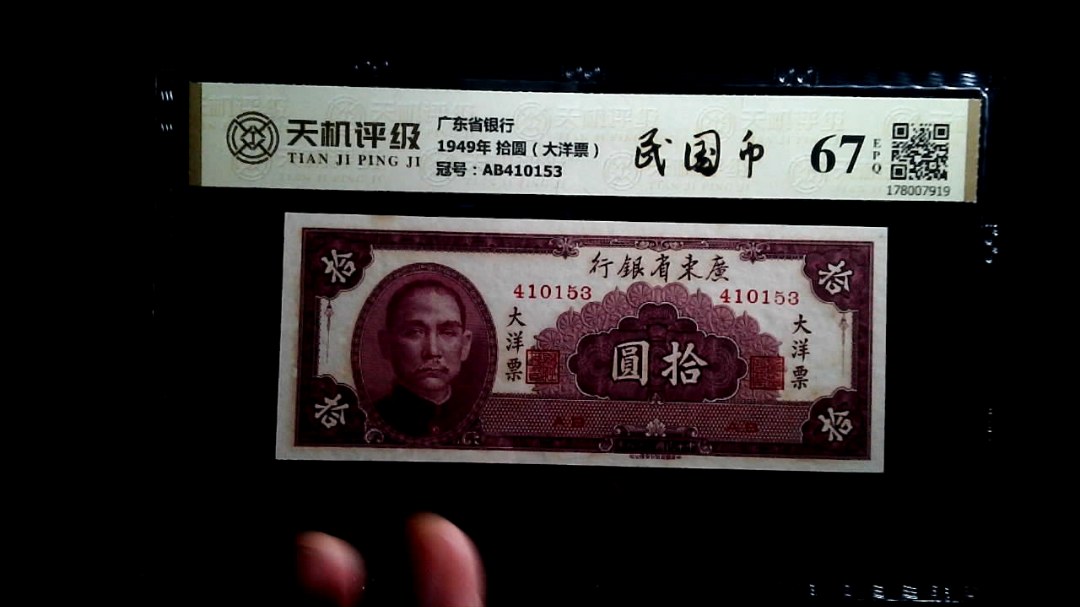 天机评级
TIAN JI PING JI
广东省银行
1949年 拾圆（大洋票）
冠号：AB410153
民国币
67
EPQ
178007919
拾
行銀省東廣
拾
410153
410153
大洋票
大洋票
圓拾
拾
AB
AB
拾